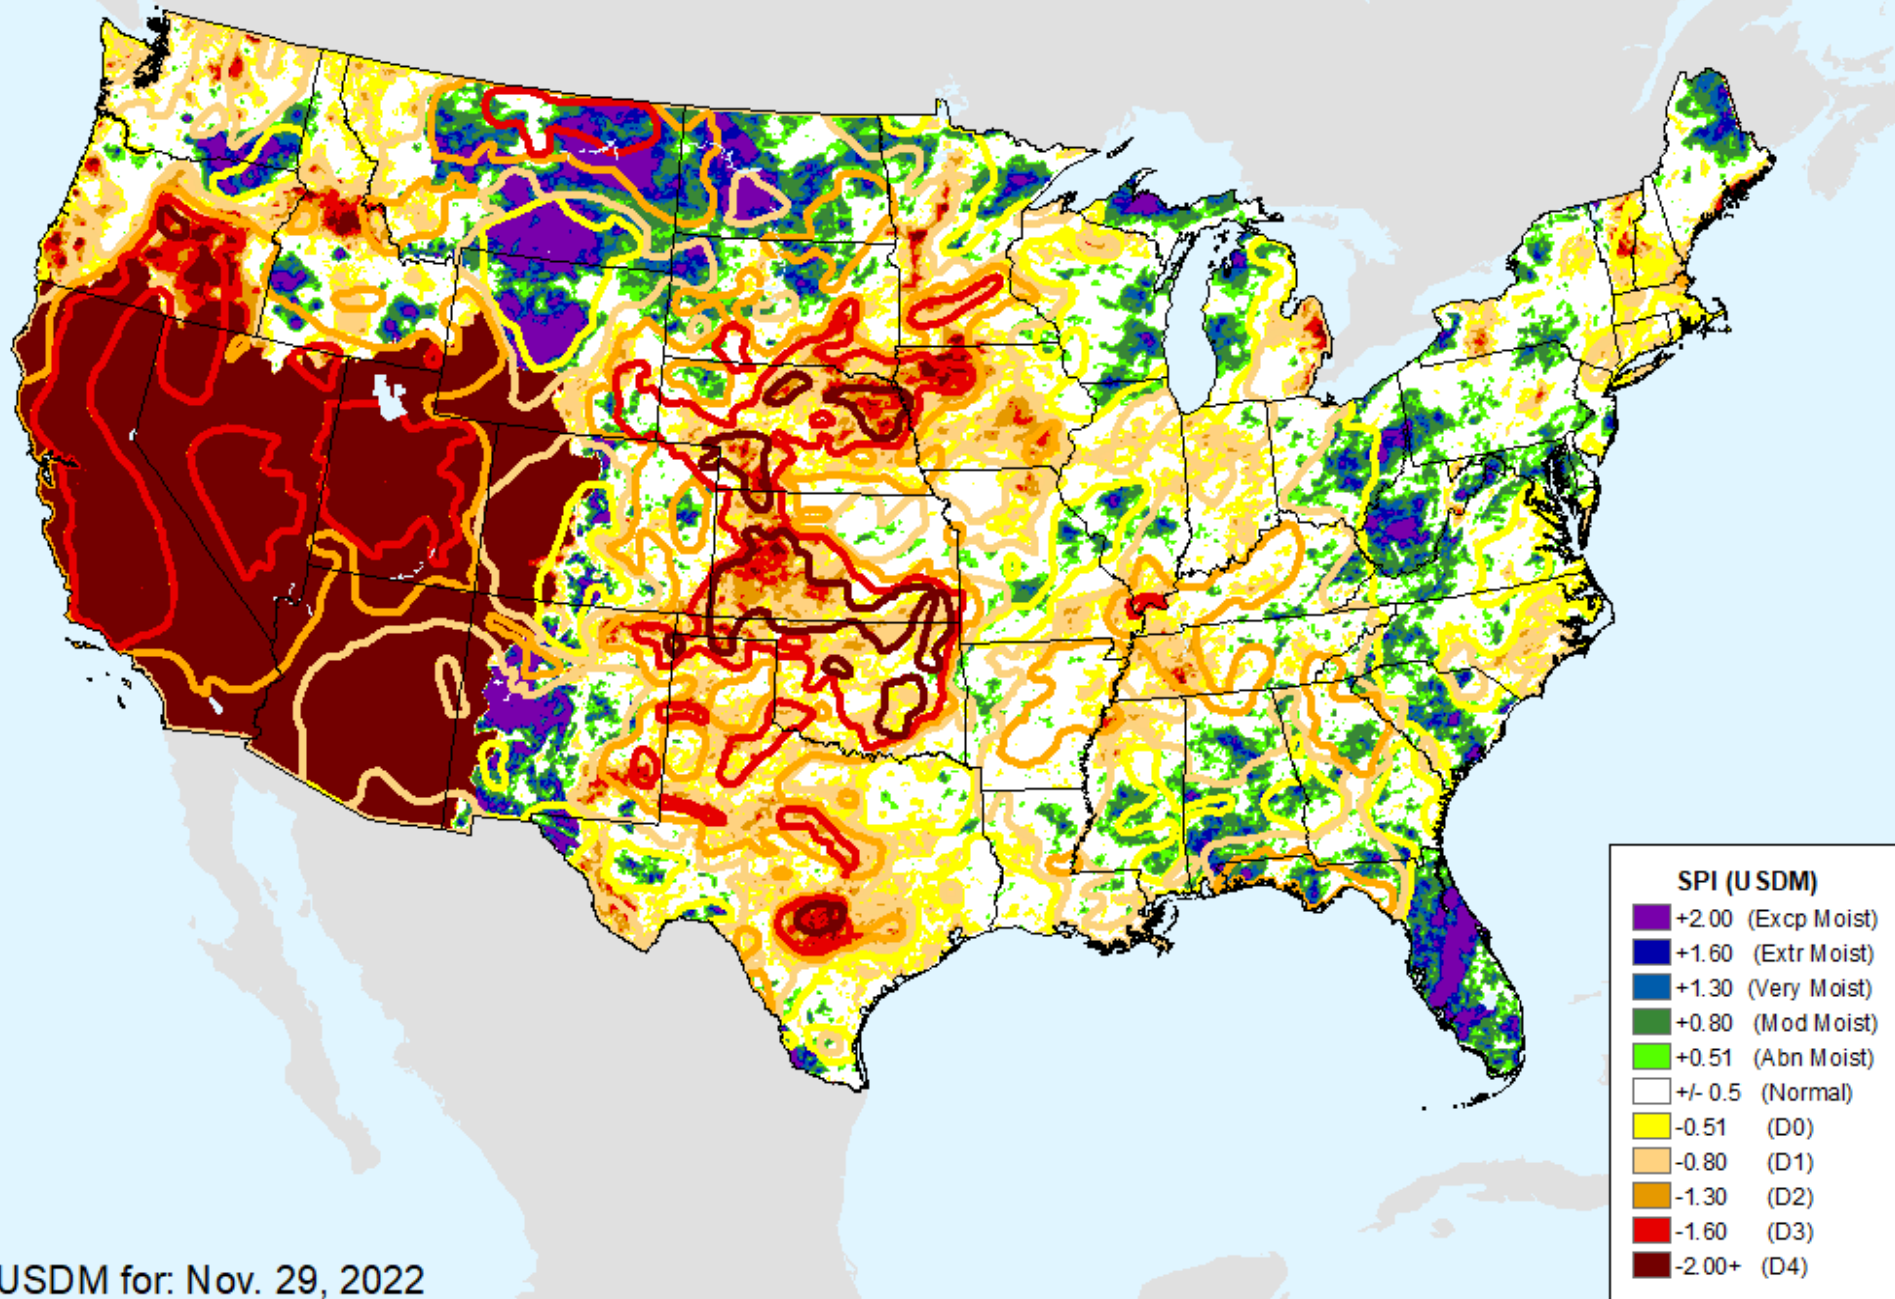 SPI (USDM)
+2.00 (Excp Moist)
+1.60 (Extr Moist)
+1.30 (Very Moist)
+0.80 (Mod Moist)
+0.51 (Abn Moist)
+/- 0.5 (Normal)
-0.51 (D0)
-0.80 (D1)
-1.30 (D2)
-1.60 (D3)
-2.00+ (D4)
USDM for: Nov. 29, 2022